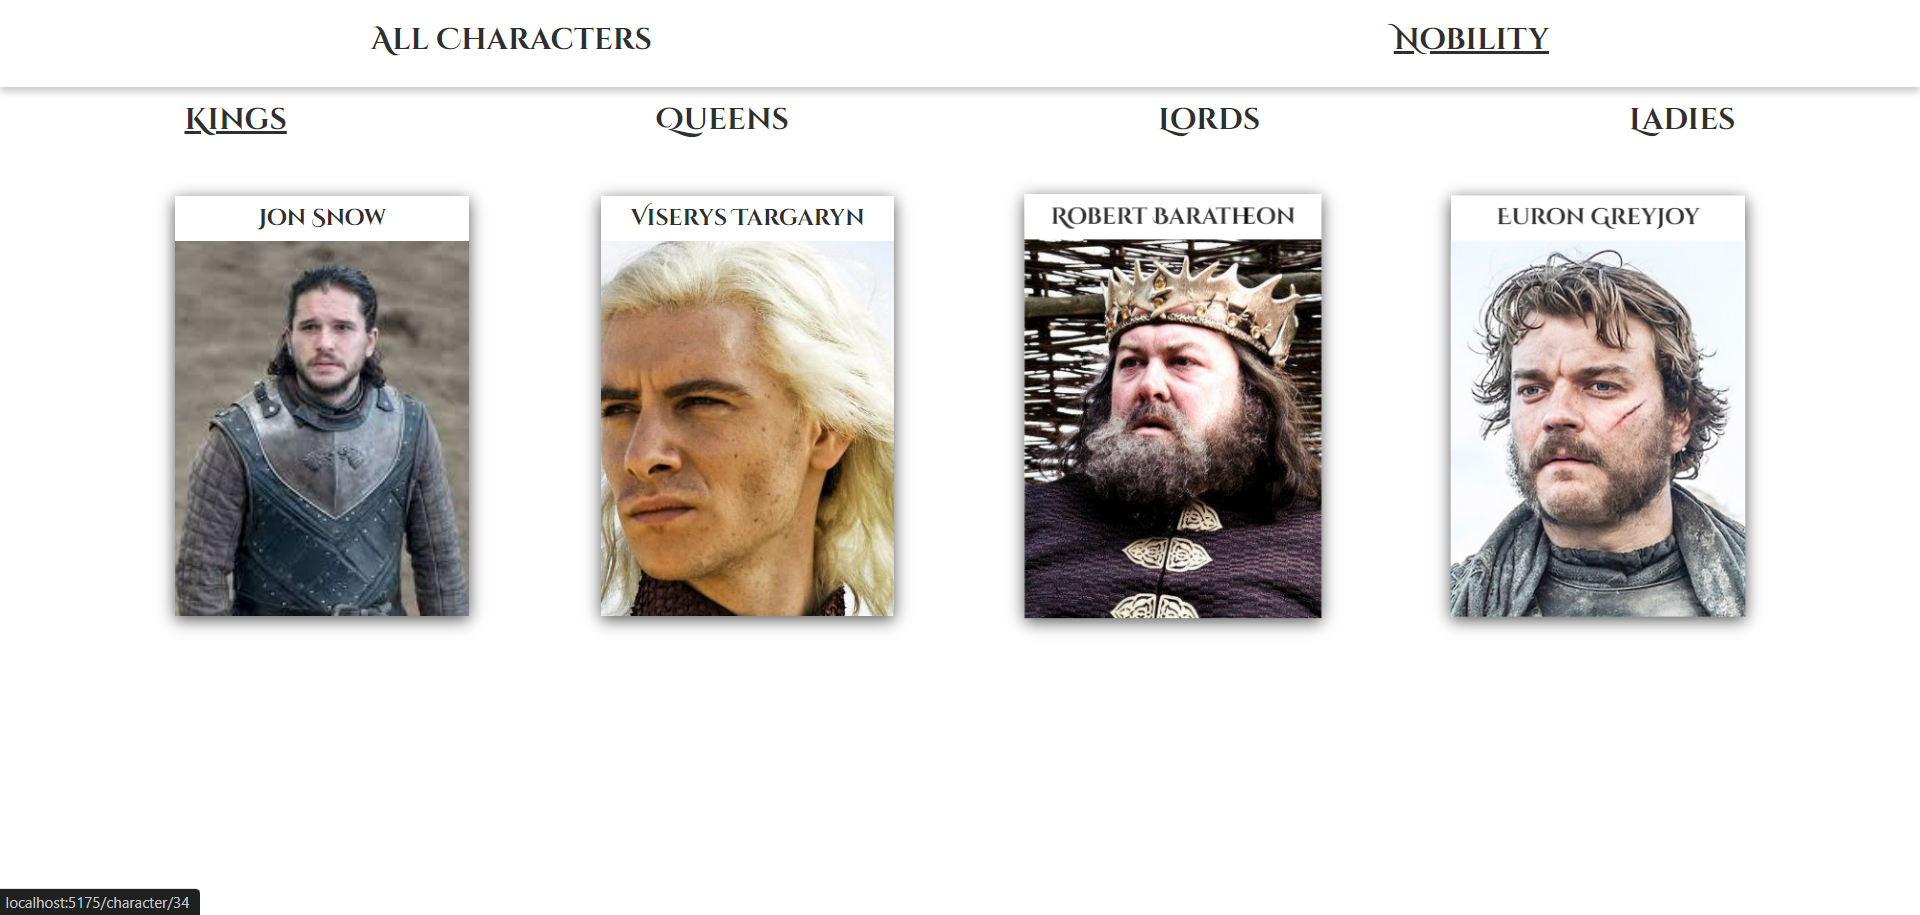 All Characters
Nobility
Kings
Queens
Lords
Ladies
Jon Snow
Viserys Targaryn
Robert Baratheon
Euron Greyjoy
localhost:5175/character/34